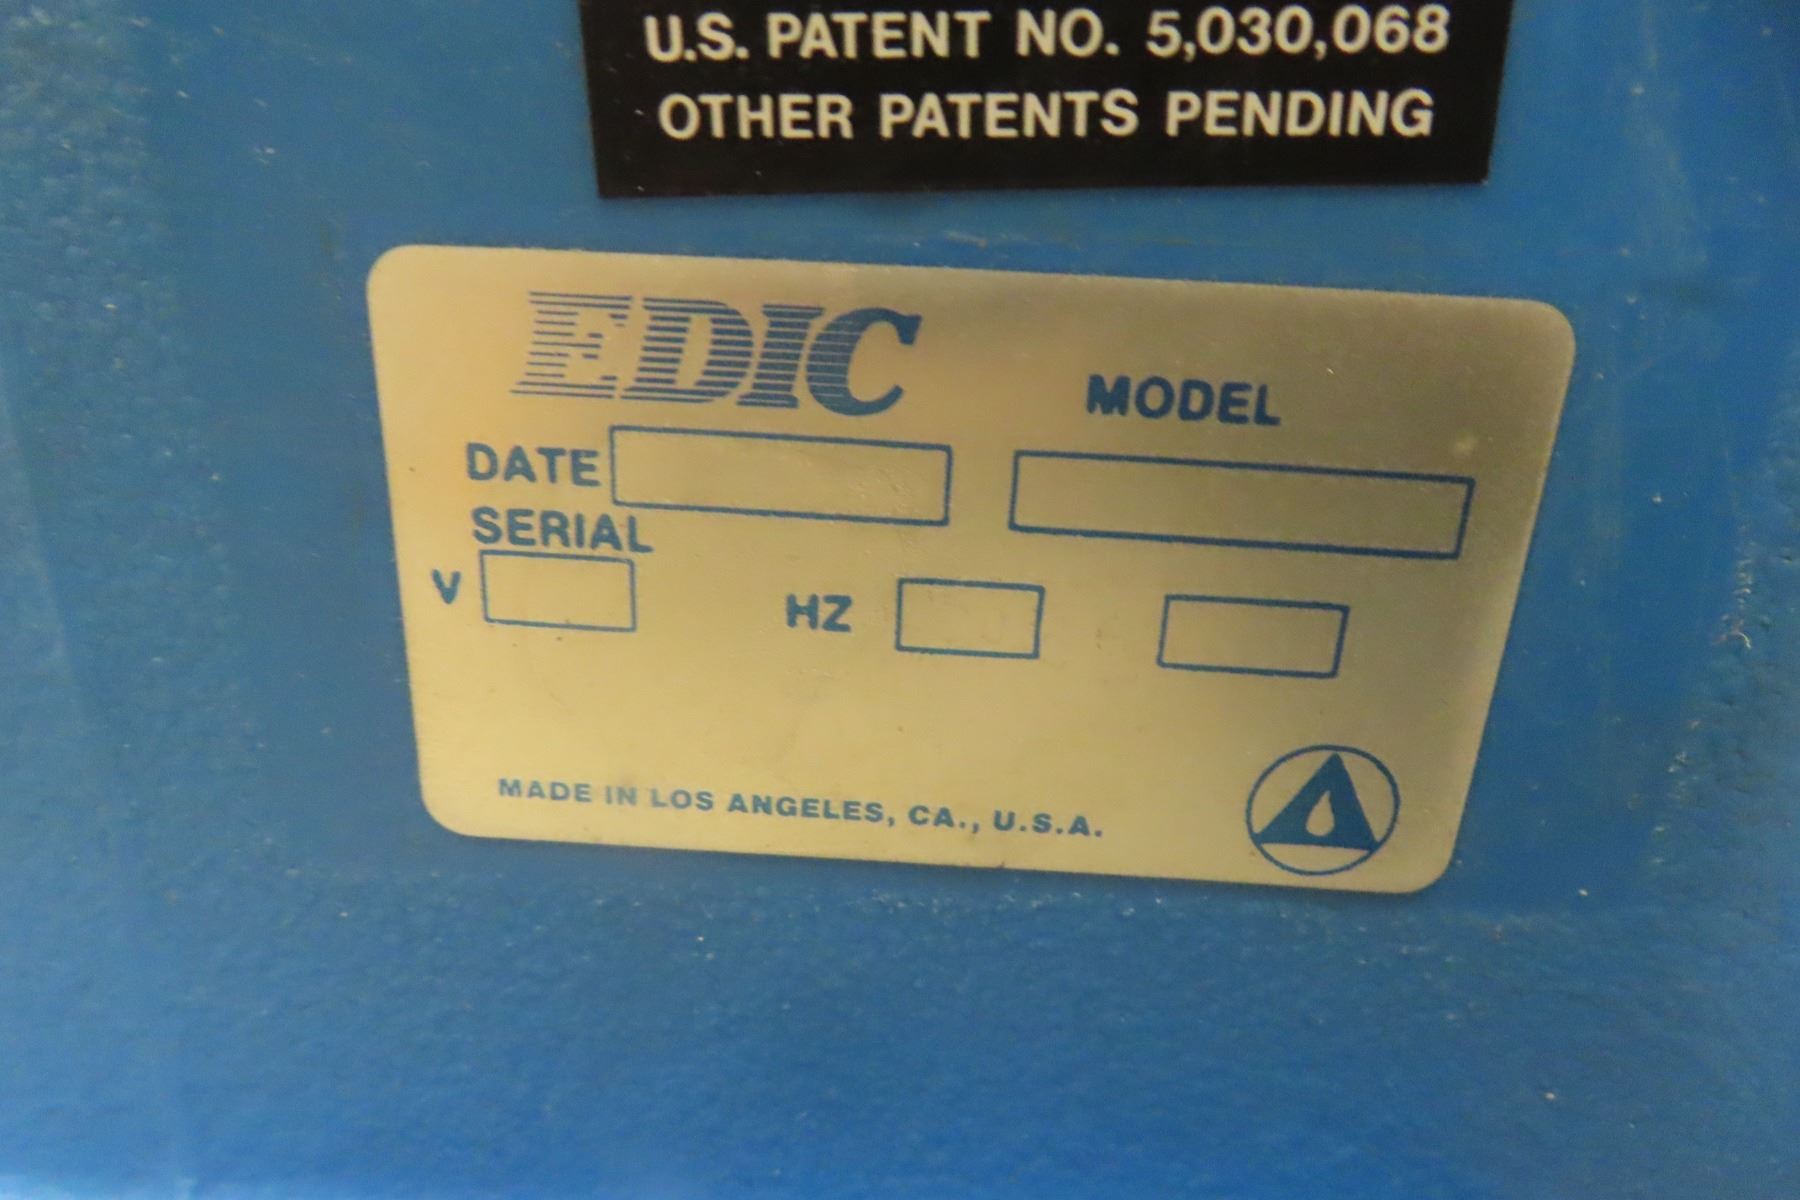 U.S. PATENT NO. 5,030,068
OTHER PATENTS PENDING
EDIC
MODEL
DATE
SERIAL
V
HZ
MADE IN LOS ANGELES, CA., U.S.A.